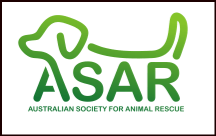 ASAR
AUSTRALIAN SOCIETY FOR ANIMAL RESCUE